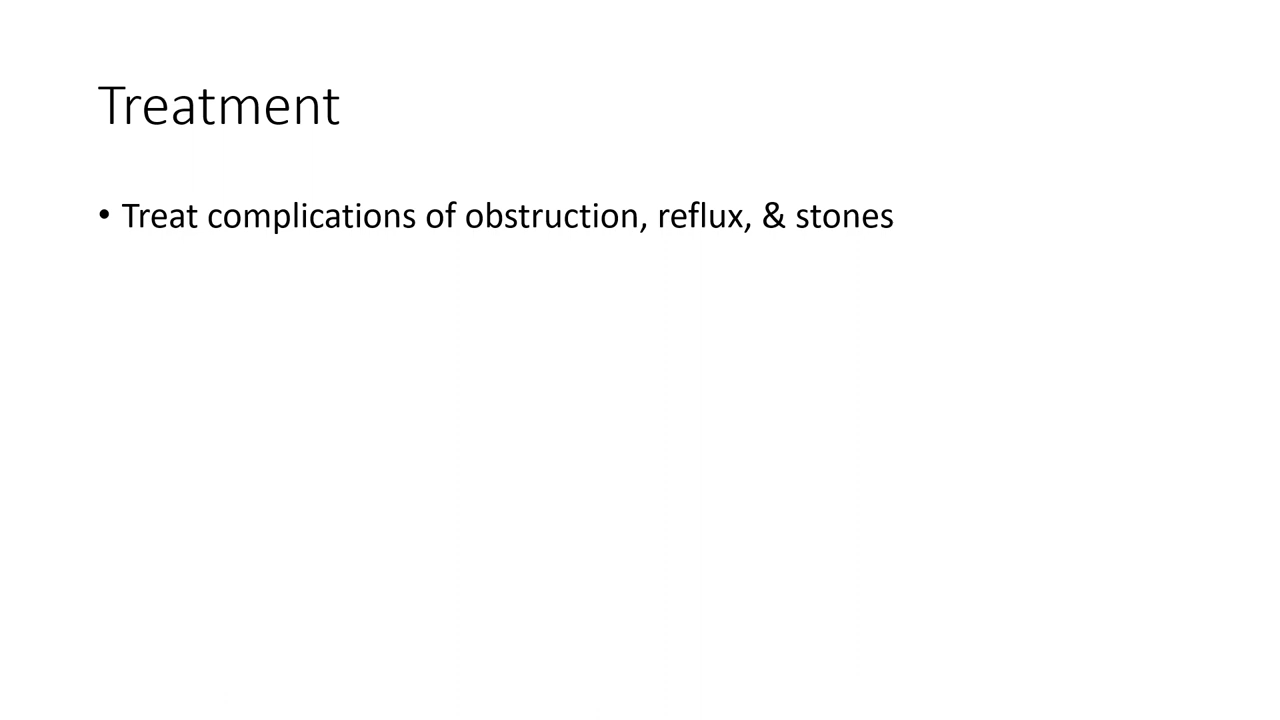 Treatment
• Treat complications of obstruction, reflux, & stones